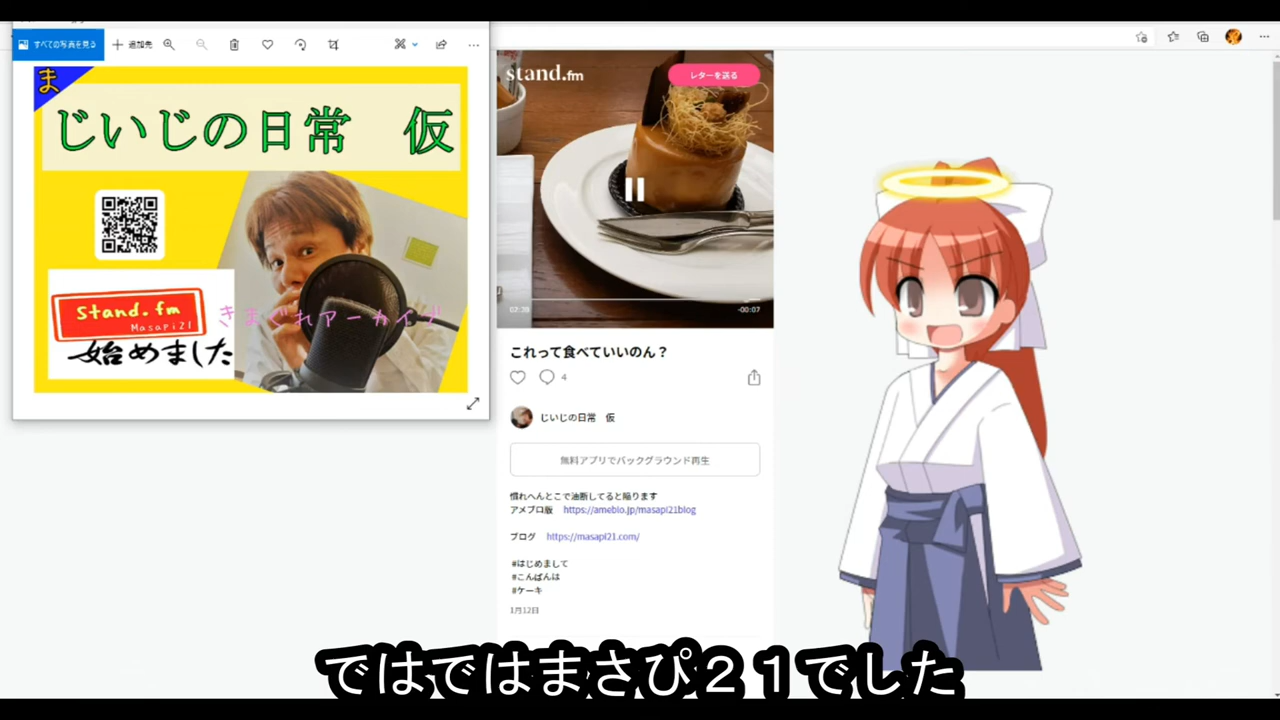 すべての写真を見る
追加先
ま
じいじの日常　仮
stand.fm
Masapi21
始めました
きまぐれアーカイブ
stand.fm
レターを送る
02:39
-00:07
これって食べていいのん？
4
じいじの日常　仮
無料アプリでバックグラウンド再生
慣れへんとこで油断してると陥ります
アメブロ版　https://ameblo.jp/masapi21blog
ブログ　https://masapi21.com/
#はじめまして
#こんばんは
#ケーキ
1月12日
ではではまさぴ２１でした